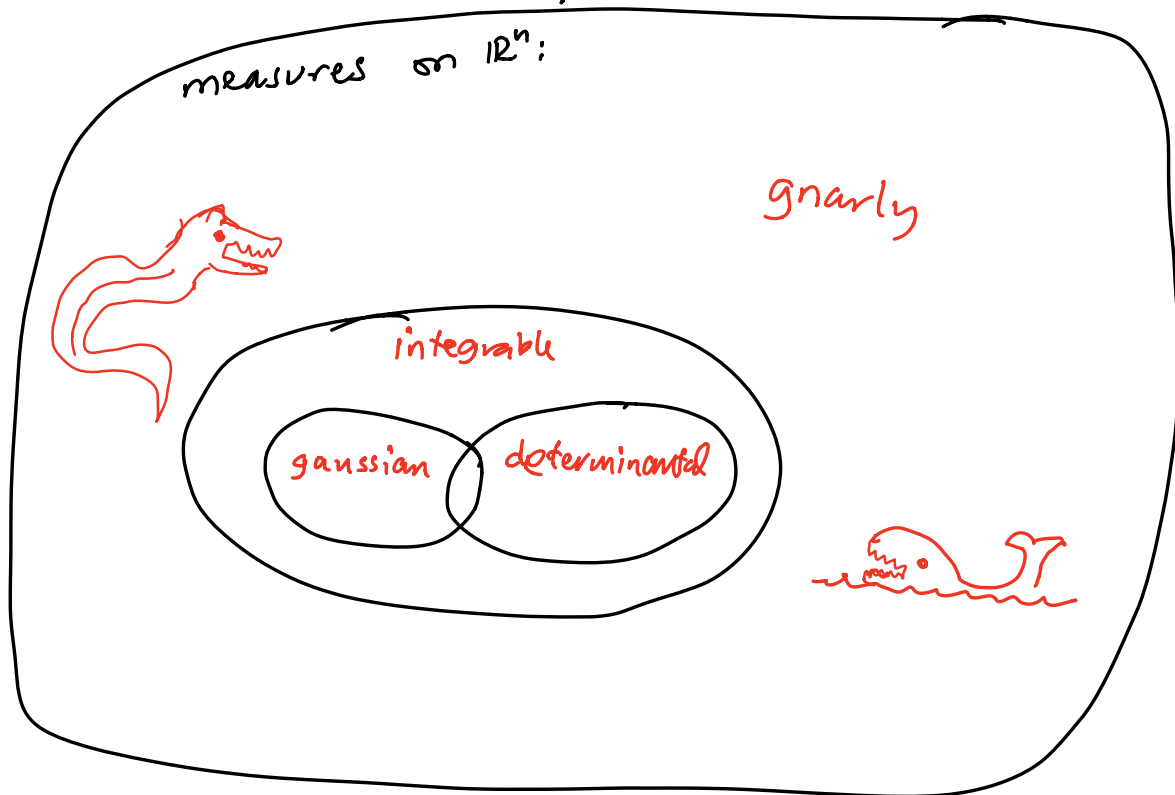 measures on ℝⁿ:
gnarly
integrable
gaussian
determinantal